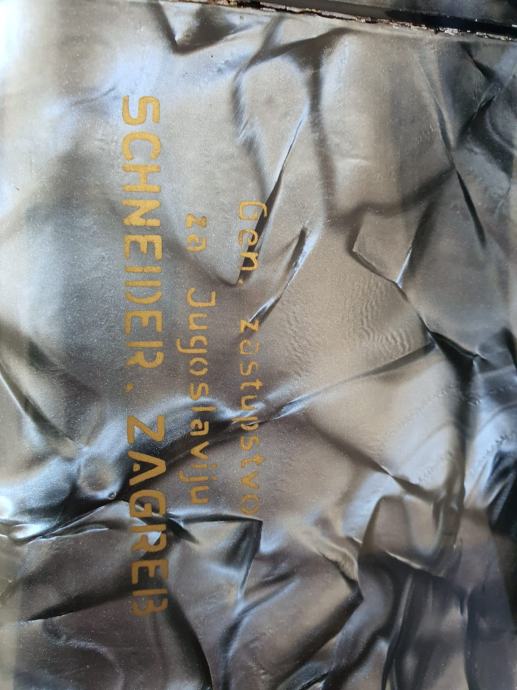 Gen. zastupstvo
za Jugoslaviju
SCHNEIDER, ZAGREB